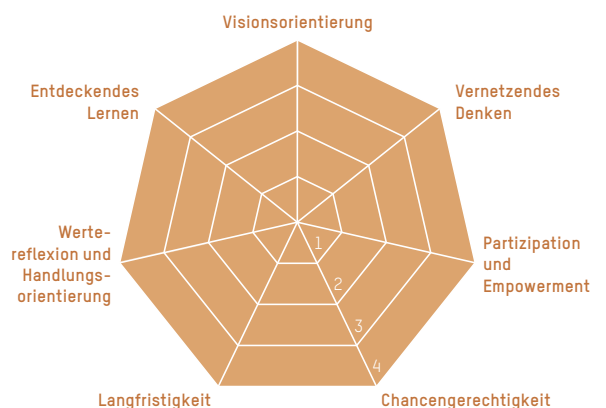 Visionsorientierung
Entdeckendes
Lernen
Vernetzendes
Denken
Werte-
reflexion und
Handlungs-
orientierung
Partizipation
und
Empowerment
1
2
3
4
Langfristigkeit
Chancengerechtigkeit